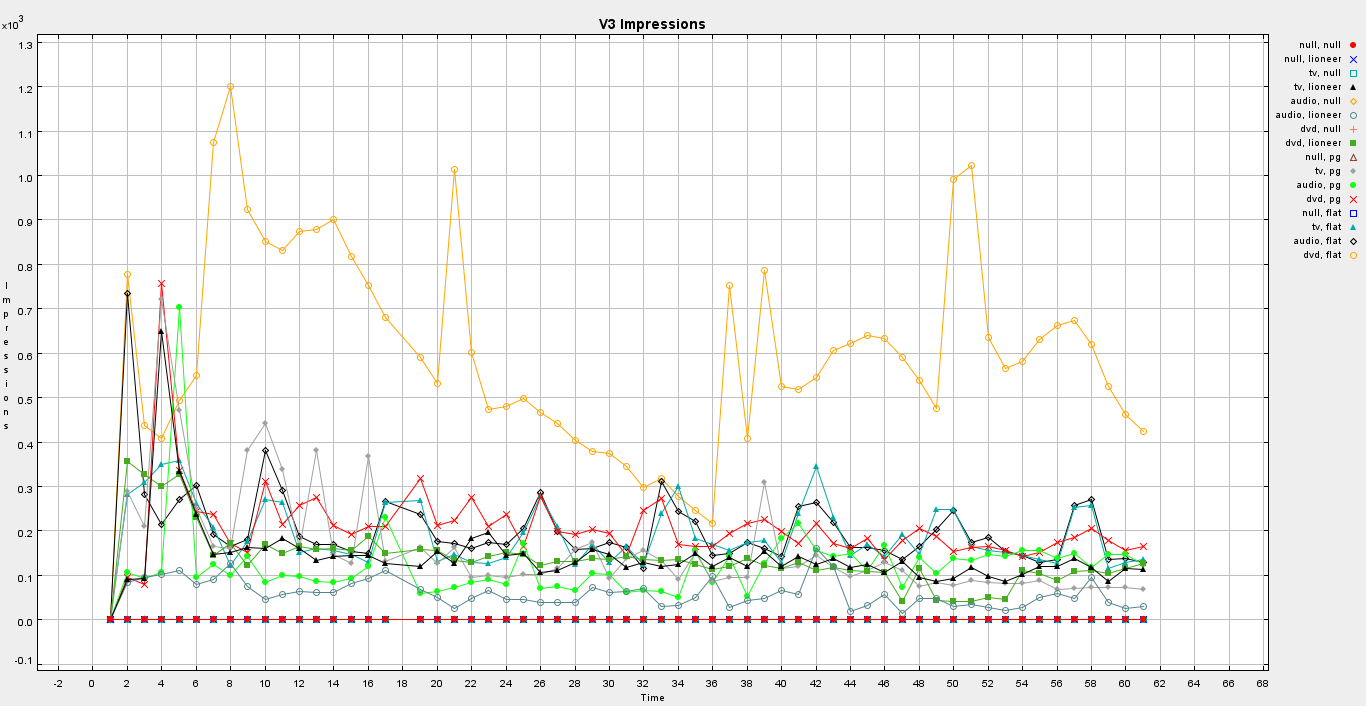 V3 Impressions
x10^3
1.3
1.2
1.1
1.0
0.9
0.8
0.7
0.6
0.5
0.4
0.3
0.2
0.1
0.0
-0.1
Impressions
-2 0 2 4 6 8 10 12 14 16 18 20 22 24 26 28 30 32 34 36 38 40 42 44 46 48 50 52 54 56 58 60 62 64 66 68
Time
null, null
null, lioneer
tv, null
tv, lioneer
audio, null
audio, lioneer
dvd, null
dvd, lioneer
null, pg
tv, pg
audio, pg
dvd, pg
null, flat
tv, flat
audio, flat
dvd, flat